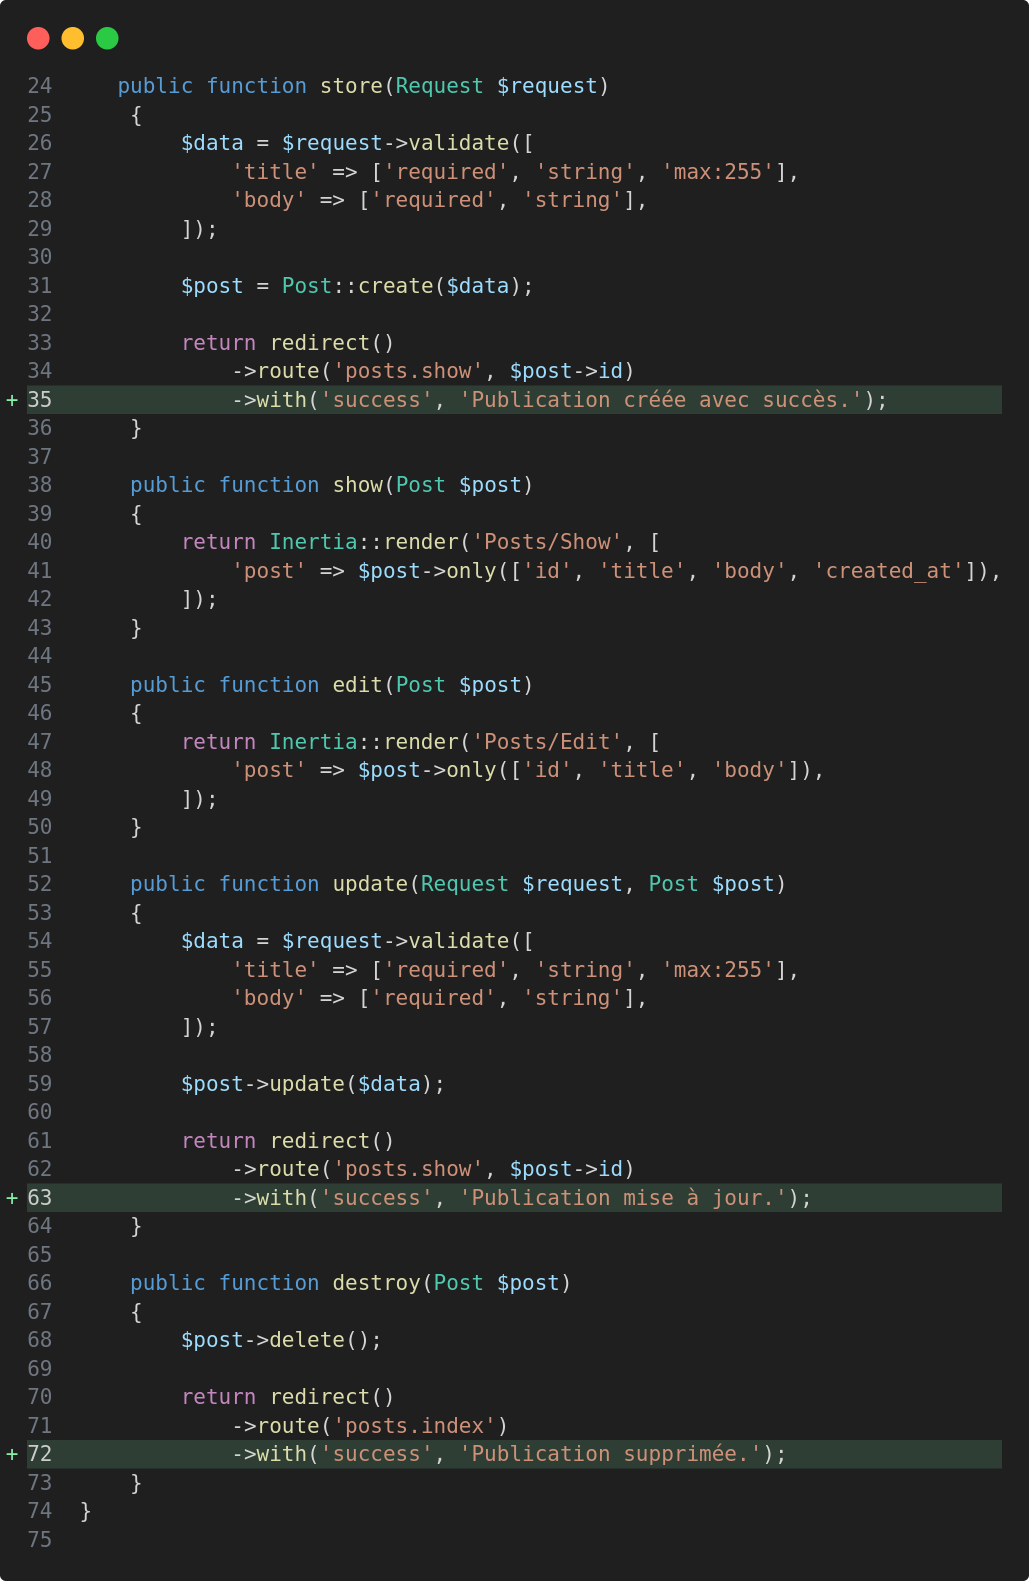 24     public function store(Request $request)
25      {
26          $data = $request->validate([
27              'title' => ['required', 'string', 'max:255'],
28              'body' => ['required', 'string'],
29          ]);
30
31          $post = Post::create($data);
32
33          return redirect()
34              ->route('posts.show', $post->id)
+ 35              ->with('success', 'Publication créée avec succès.');
36      }
37
38      public function show(Post $post)
39      {
40          return Inertia::render('Posts/Show', [
41              'post' => $post->only(['id', 'title', 'body', 'created_at']),
42          ]);
43      }
44
45      public function edit(Post $post)
46      {
47          return Inertia::render('Posts/Edit', [
48              'post' => $post->only(['id', 'title', 'body']),
49          ]);
50      }
51
52      public function update(Request $request, Post $post)
53      {
54          $data = $request->validate([
55              'title' => ['required', 'string', 'max:255'],
56              'body' => ['required', 'string'],
57          ]);
58
59          $post->update($data);
60
61          return redirect()
62              ->route('posts.show', $post->id)
+ 63              ->with('success', 'Publication mise à jour.');
64      }
65
66      public function destroy(Post $post)
67      {
68          $post->delete();
69
70          return redirect()
71              ->route('posts.index')
+ 72              ->with('success', 'Publication supprimée.');
73      }
74  }
75